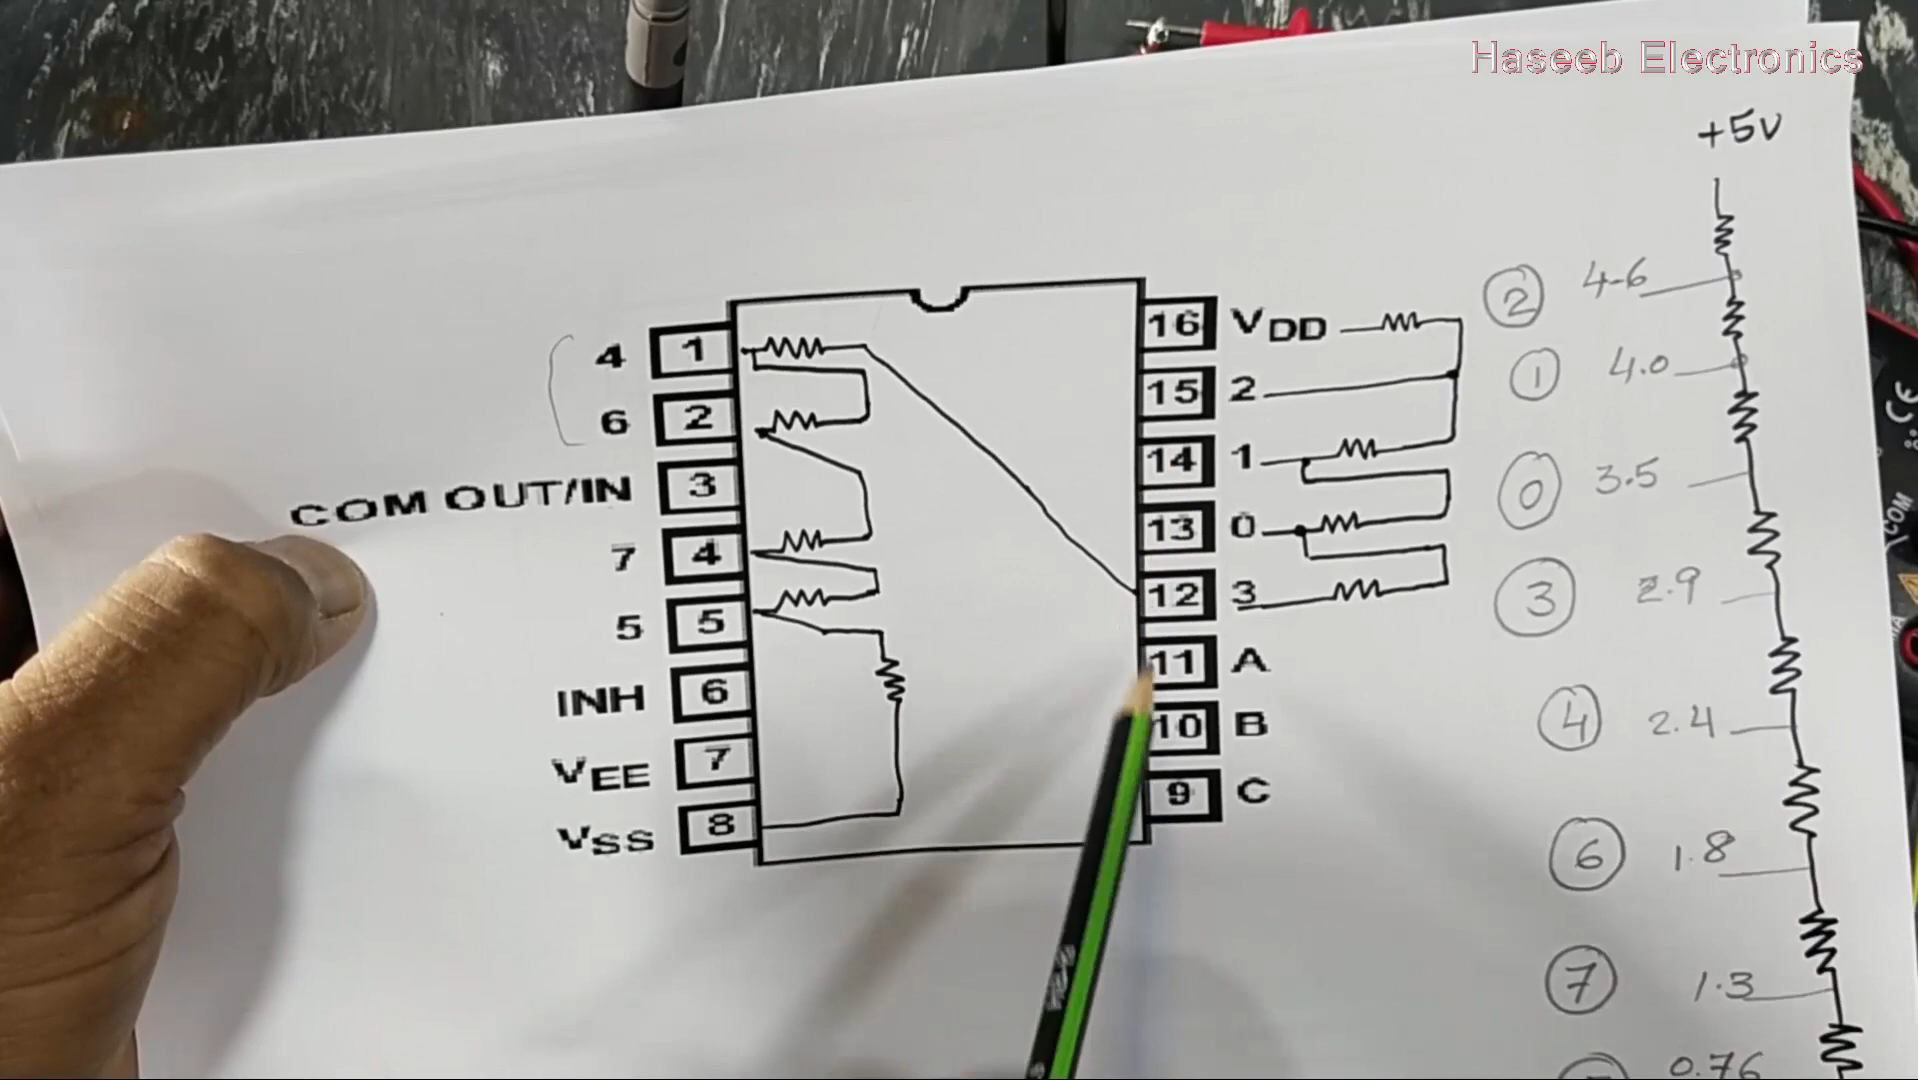 Haseeb Electronics
+5V
4 1
6 2
COM OUT/IN 3
7 4
5 5
INH 6
VEE 7
VSS 8
16 VDD
15 2
14 1
13 0
12 3
11 A
10 B
9 C
2 4-6
1 4.0
0 3.5
3 2.9
4 2.4
6 1.8
7 1.3
0.76
CE
COM